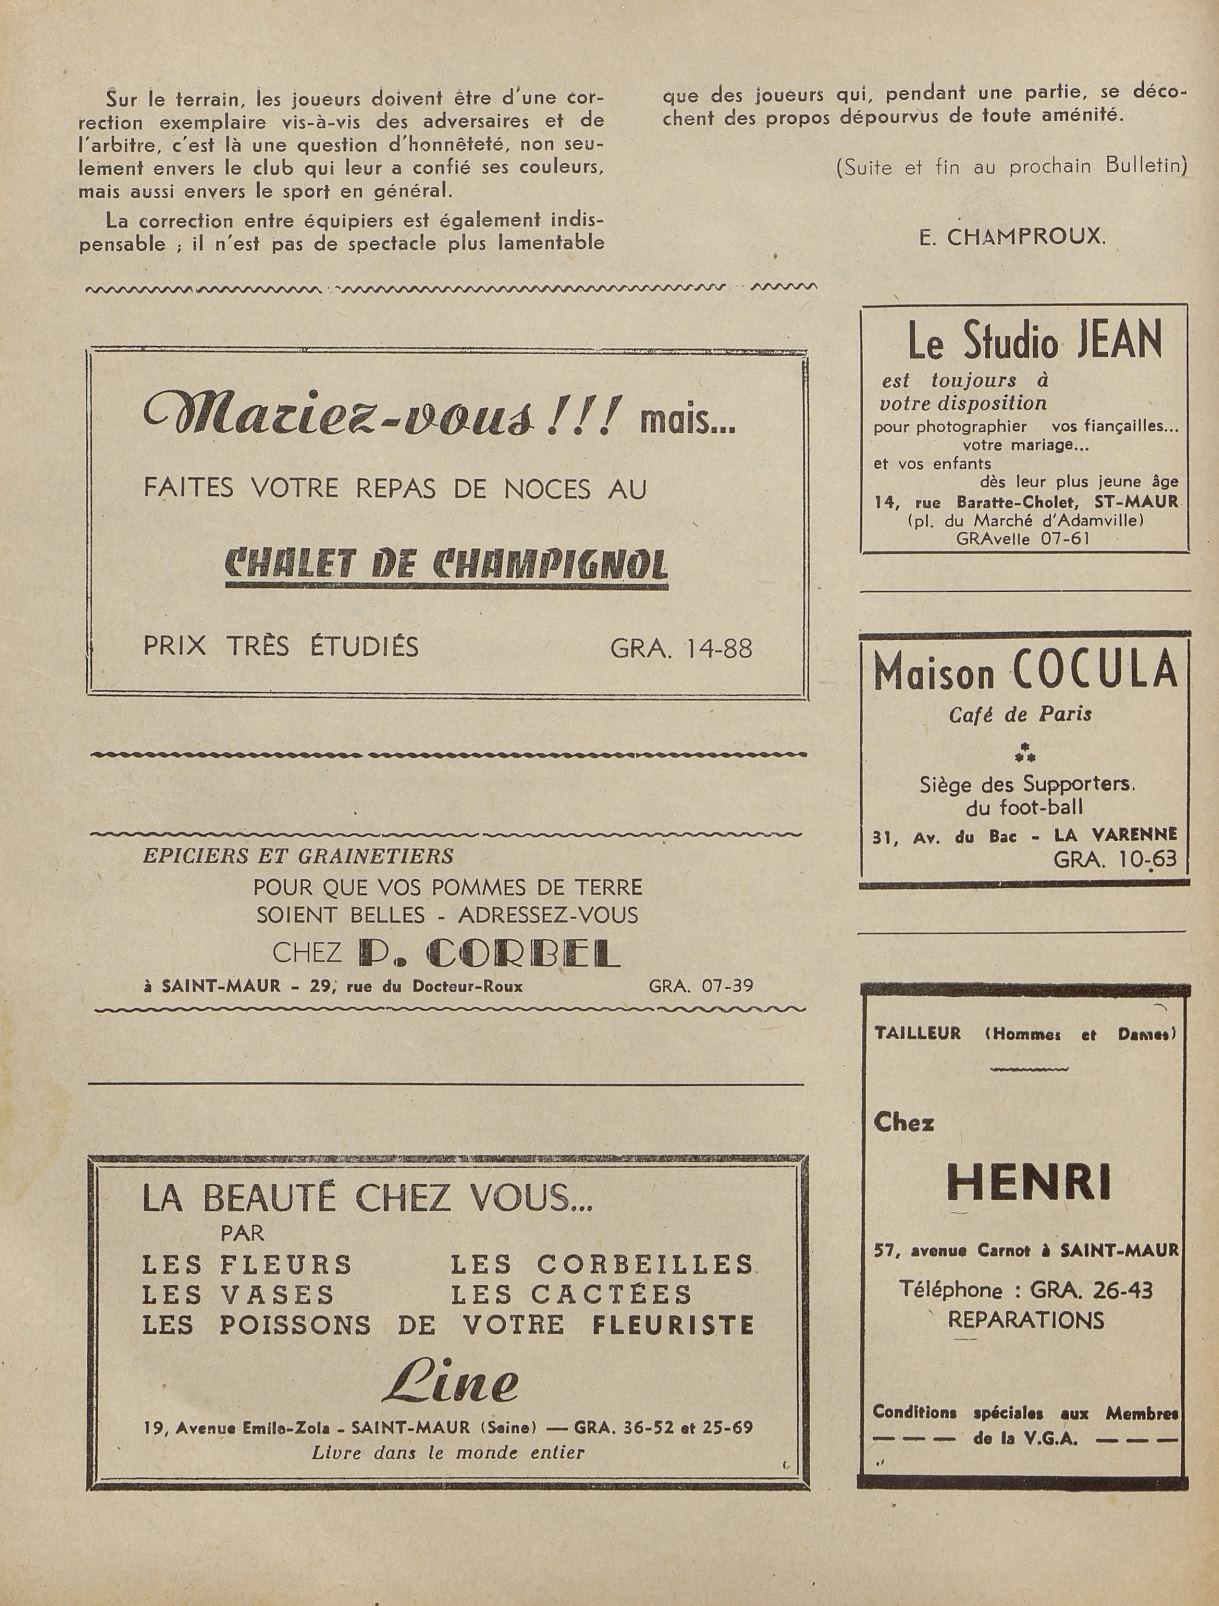 Sur le terrain, les joueurs doivent être d'une cor-
rection exemplaire vis-à-vis des adversaires et de
l'arbitre, c'est là une question d'honnêteté, non seu-
lement envers le club qui leur a confié ses couleurs,
mais aussi envers le sport en général.
La correction entre équipiers est également indis-
pensable ; il n'est pas de spectacle plus lamentable
que des joueurs qui, pendant une partie, se déco-
chent des propos dépourvus de toute aménité.
(Suite et fin au prochain Bulletin)
E. CHAMPROUX.
Mariez-vous !!! mais...
FAITES VOTRE REPAS DE NOCES AU
CHALET DE CHAMPIGNOL
PRIX TRÈS ÉTUDIÉS GRA. 14-88
EPICIERS ET GRAINETIERS
POUR QUE VOS POMMES DE TERRE
SOIENT BELLES - ADRESSEZ-VOUS
CHEZ P. CORBEL
à SAINT-MAUR - 29, rue du Docteur-Roux GRA. 07-39
LA BEAUTÉ CHEZ VOUS...
PAR
LES FLEURS LES CORBEILLES
LES VASES LES CACTÉES
LES POISSONS DE VOTRE FLEURISTE
Line
19, Avenue Emile-Zola - SAINT-MAUR (Seine) — GRA. 36-52 et 25-69
Livre dans le monde entier
Le Studio JEAN
est toujours à
votre disposition
pour photographier vos fiançailles...
votre mariage...
et vos enfants
dès leur plus jeune âge
14, rue Baratte-Cholet, ST-MAUR
(pl. du Marché d'Adamville)
GRAvelle 07-61
Maison COCULA
Café de Paris
Siège des Supporters.
du foot-ball
31, Av. du Bac - LA VARENNE
GRA. 10-63
TAILLEUR (Hommes et Dames)
Chez
HENRI
57, avenue Carnot à SAINT-MAUR
Téléphone : GRA. 26-43
REPARATIONS
Conditions spéciales aux Membres
— — — de la V.G.A. — — —